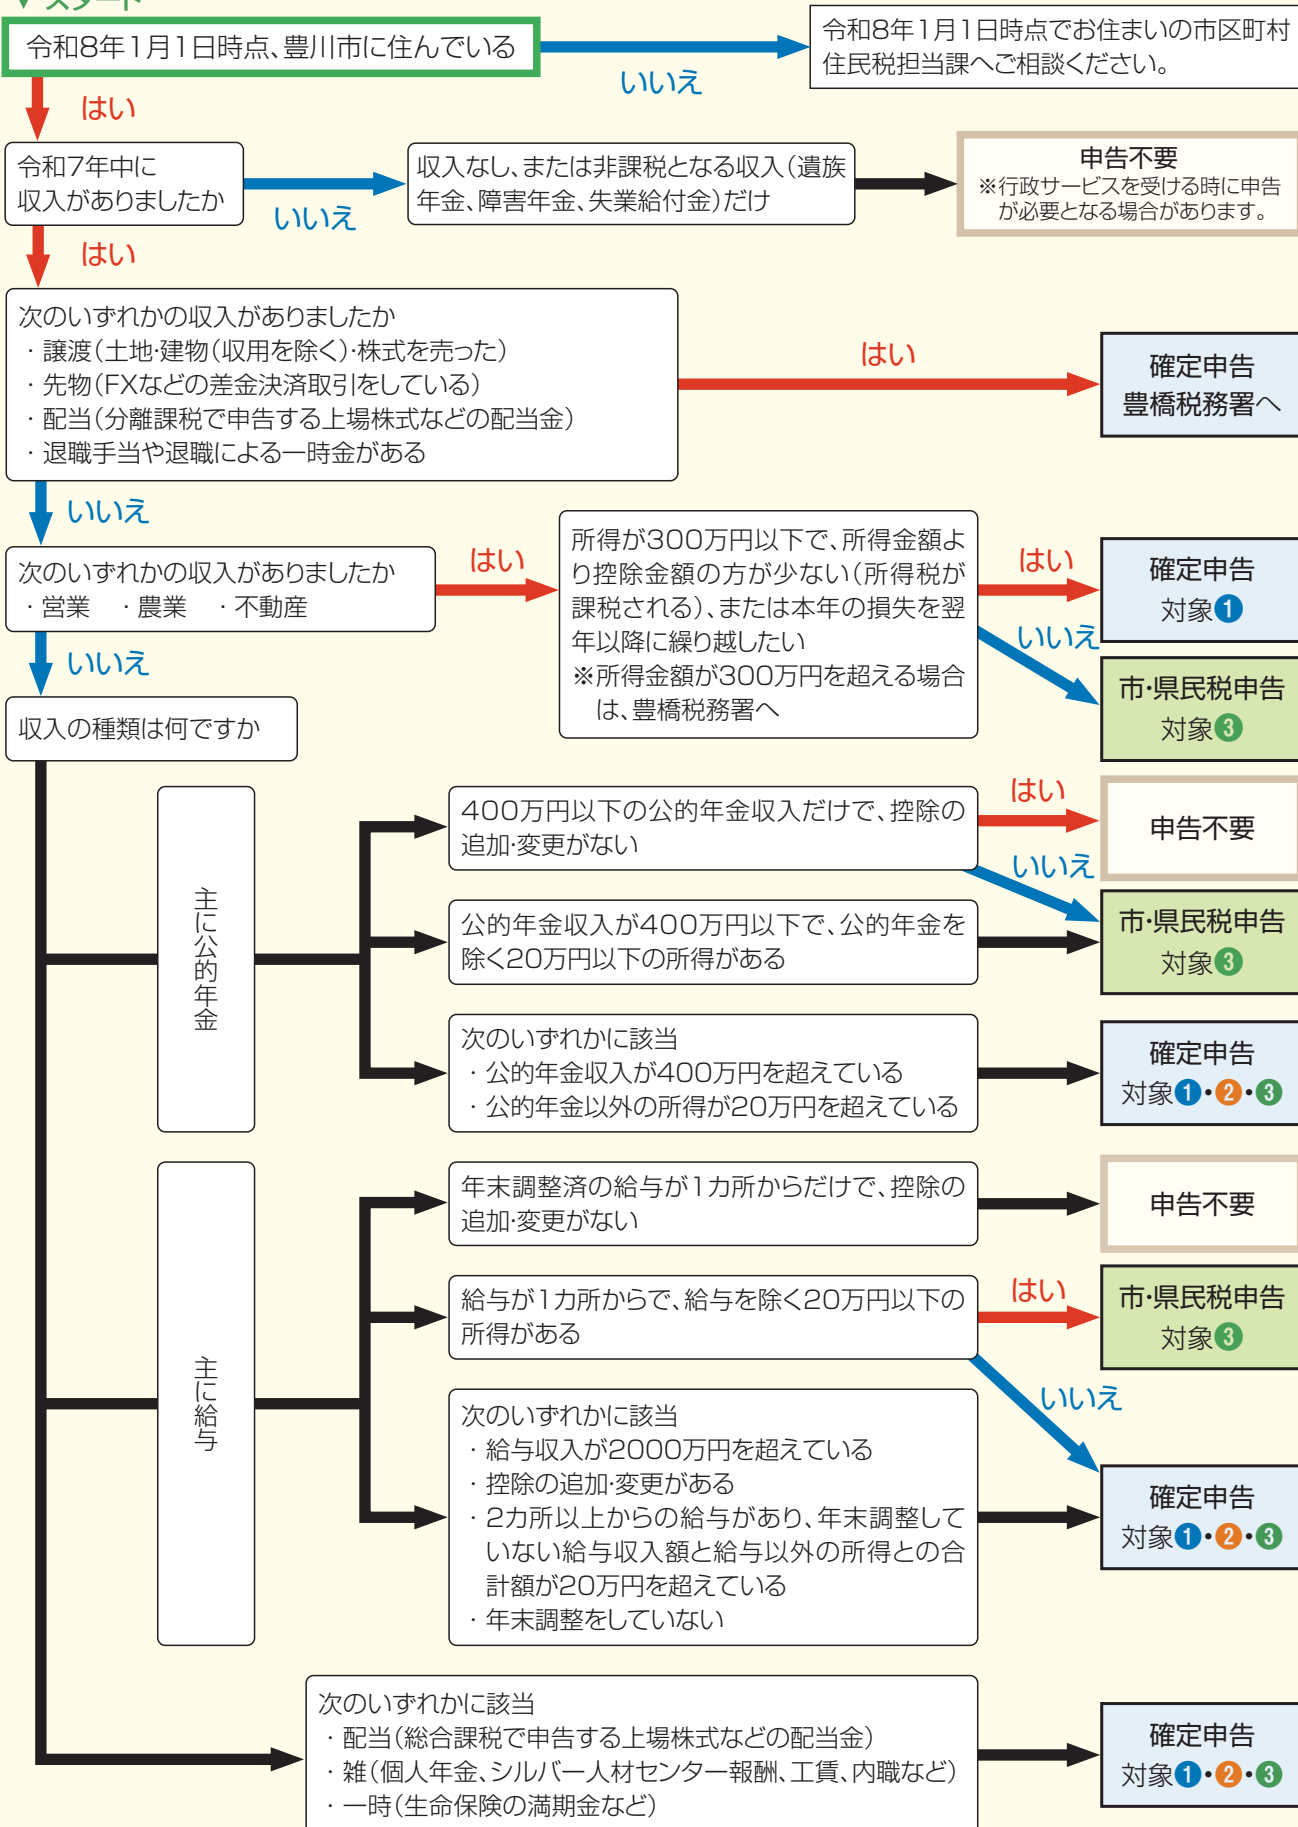 ▼ スタート
令和8年1月1日時点、豊川市に住んでいる
いいえ
令和8年1月1日時点でお住まいの市区町村
住民税担当課へご相談ください。
はい
令和7年中に
収入がありましたか
いいえ
収入なし、または非課税となる収入(遺族
年金、障害年金、失業給付金)だけ
申告不要
※行政サービスを受ける時に申告
が必要となる場合があります。
はい
次のいずれかの収入がありましたか
・譲渡(土地・建物(収用を除く)・株式を売った)
・先物(FXなどの差金決済取引をしている)
・配当(分離課税で申告する上場株式などの配当金)
・退職手当や退職による一時金がある
はい
確定申告
豊橋税務署へ
いいえ
次のいずれかの収入がありましたか
・営業 ・農業 ・不動産
はい
所得が300万円以下で、所得金額よ
り控除金額の方が少ない(所得税が
課税される)、または本年の損失を翌
年以降に繰り越したい
※所得金額が300万円を超える場合
は、豊橋税務署へ
はい
確定申告
対象❶
いいえ
市・県民税申告
対象❸
いいえ
収入の種類は何ですか
主に公的年金
400万円以下の公的年金収入だけで、控除の
追加・変更がない
はい
申告不要
いいえ
公的年金収入が400万円以下で、公的年金を
除く20万円以下の所得がある
市・県民税申告
対象❸
次のいずれかに該当
・公的年金収入が400万円を超えている
・公的年金以外の所得が20万円を超えている
確定申告
対象❶・❷・❸
主に給与
年末調整済の給与が1カ所からだけで、控除の
追加・変更がない
申告不要
給与が1カ所からで、給与を除く20万円以下の
所得がある
はい
市・県民税申告
対象❸
いいえ
次のいずれかに該当
・給与収入が2000万円を超えている
・控除の追加・変更がある
・2カ所以上からの給与があり、年末調整して
いない給与収入額と給与以外の所得との合
計額が20万円を超えている
・年末調整をしていない
確定申告
対象❶・❷・❸
次のいずれかに該当
・配当(総合課税で申告する上場株式などの配当金)
・雑(個人年金、シルバー人材センター報酬、工賃、内職など)
・一時(生命保険の満期金など)
確定申告
対象❶・❷・❸